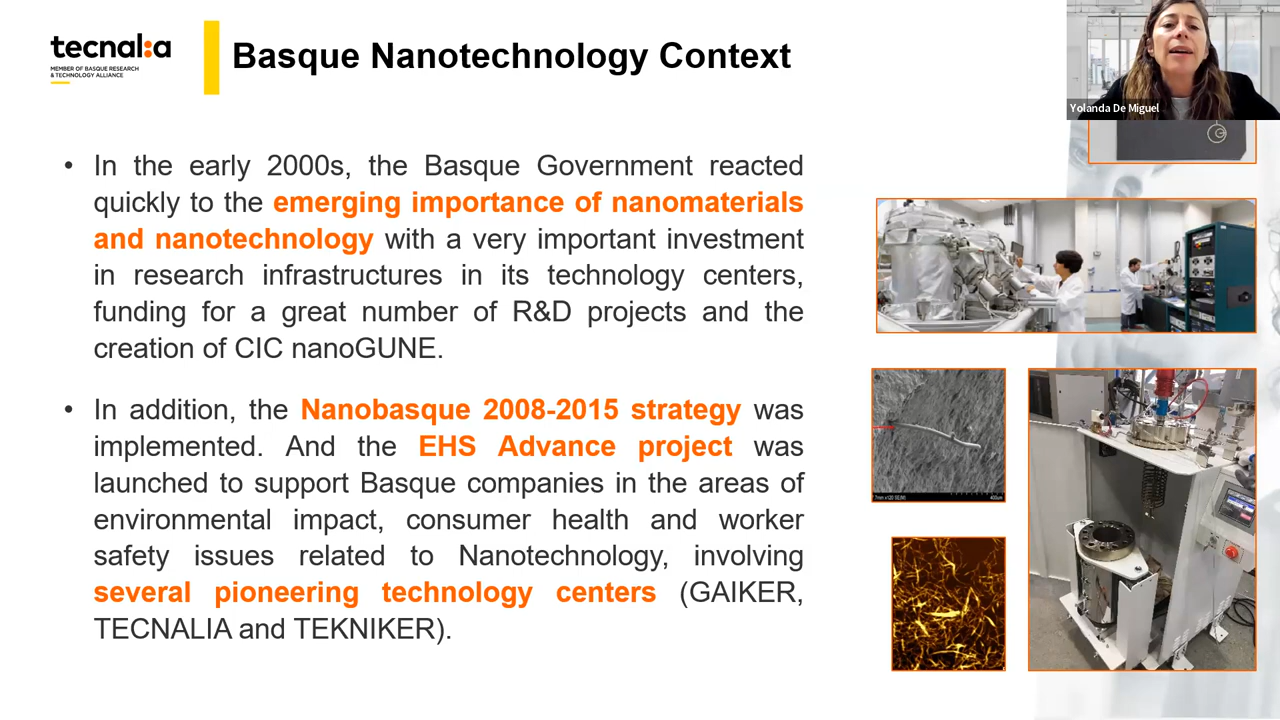 tecnal:a
MEMBER OF BASQUE RESEARCH
& TECHNOLOGY ALLIANCE
Basque Nanotechnology Context
Yolanda De Miguel
• In the early 2000s, the Basque Government reacted
quickly to the emerging importance of nanomaterials
and nanotechnology with a very important investment
in research infrastructures in its technology centers,
funding for a great number of R&D projects and the
creation of CIC nanoGUNE.
• In addition, the Nanobasque 2008-2015 strategy was
implemented. And the EHS Advance project was
launched to support Basque companies in the areas of
environmental impact, consumer health and worker
safety issues related to Nanotechnology, involving
several pioneering technology centers (GAIKER,
TECNALIA and TEKNIKER).